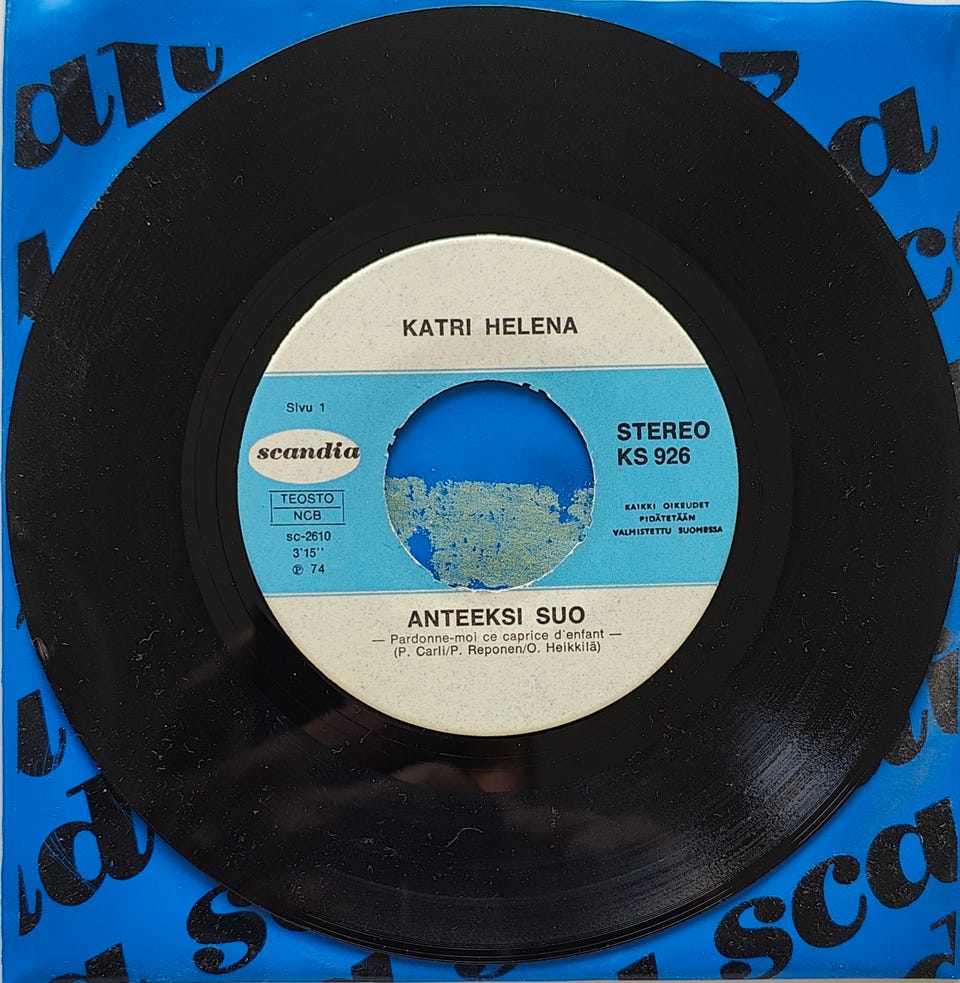 KATRI HELENA
Sivu 1
scandia
TEOSTO
NCB
sc-2610
3'15''
℗ 74
STEREO
KS 926
KAIKKI OIKEUDET
PIDÄTETÄÄN
VALMISTETTU SUOMESSA
ANTEEKSI SUO
— Pardonne-moi ce caprice d'enfant —
(P. Carli/P. Reponen/O. Heikkilä)
sca